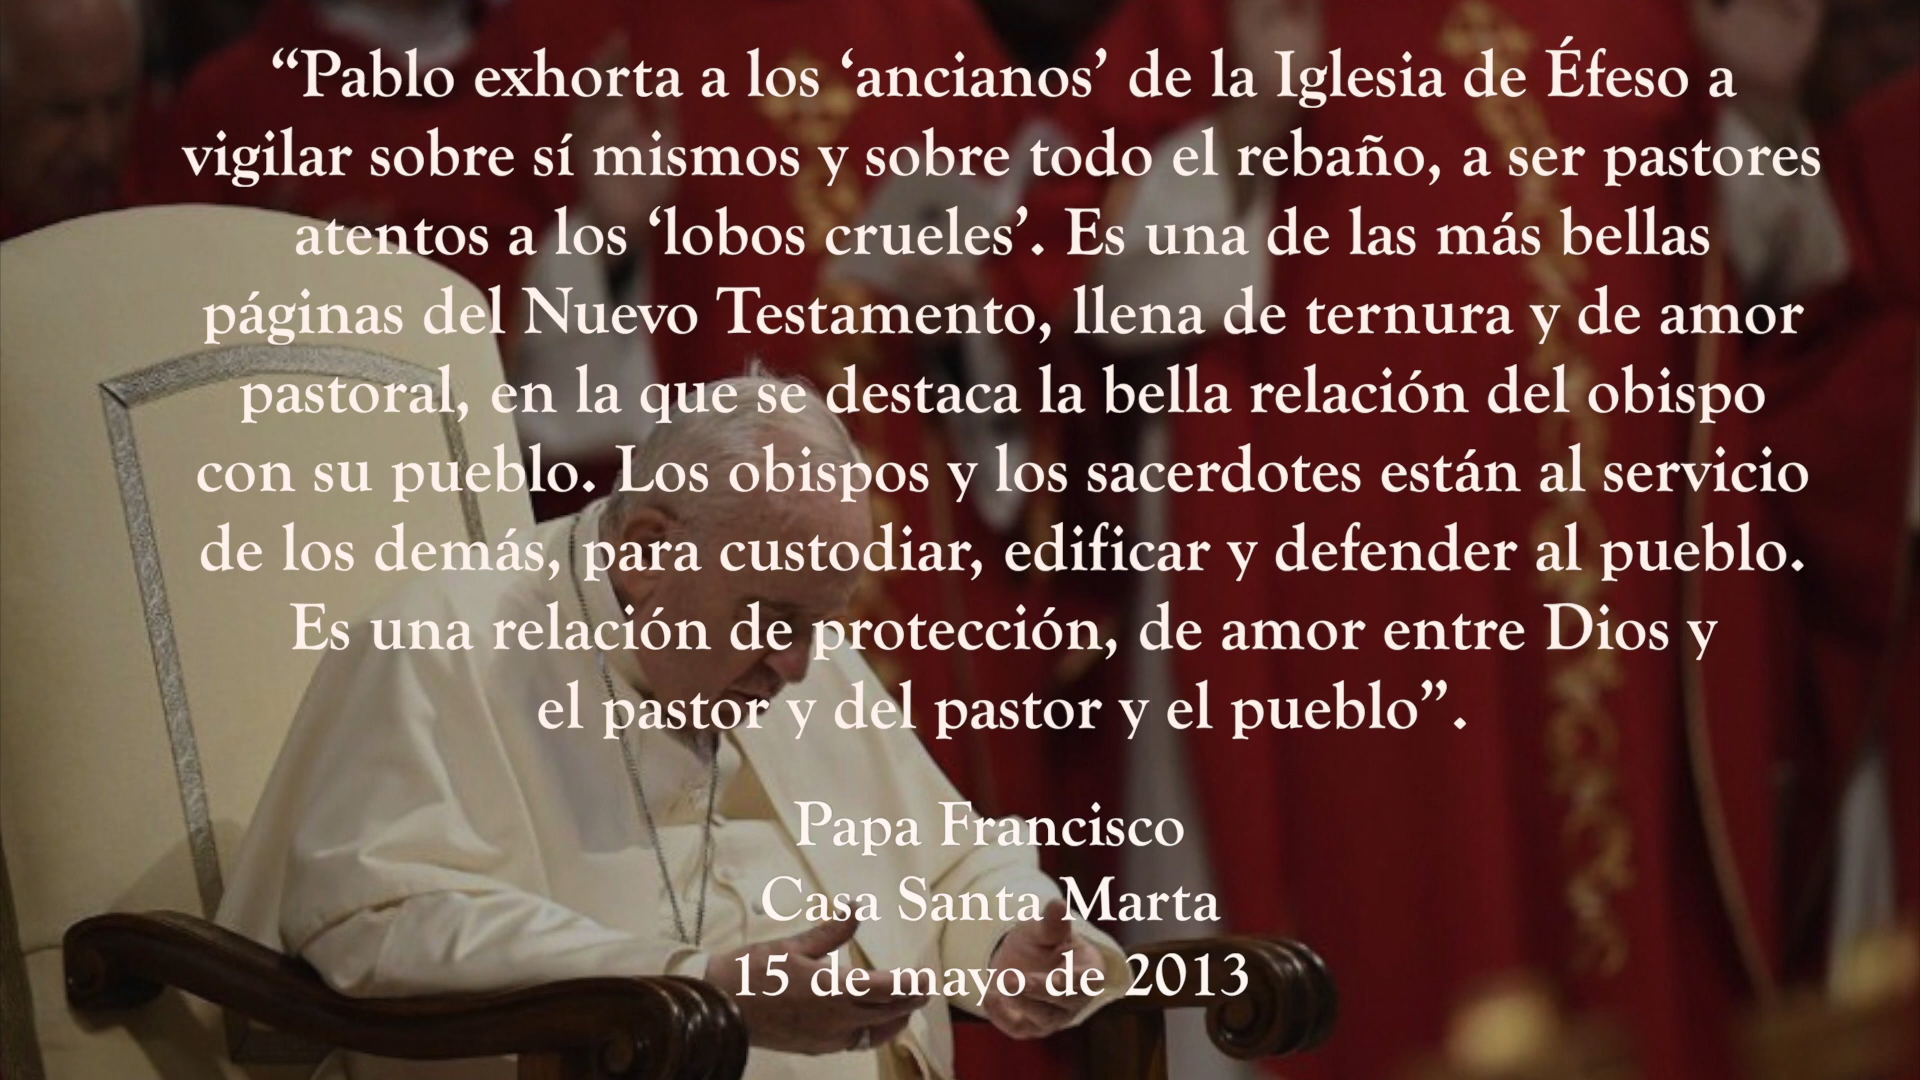 “Pablo exhorta a los ‘ancianos’ de la Iglesia de Éfeso a
vigilar sobre sí mismos y sobre todo el rebaño, a ser pastores
atentos a los ‘lobos crueles’. Es una de las más bellas
páginas del Nuevo Testamento, llena de ternura y de amor
pastoral, en la que se destaca la bella relación del obispo
con su pueblo. Los obispos y los sacerdotes están al servicio
de los demás, para custodiar, edificar y defender al pueblo.
Es una relación de protección, de amor entre Dios y
el pastor y del pastor y el pueblo”.
Papa Francisco
Casa Santa Marta
15 de mayo de 2013